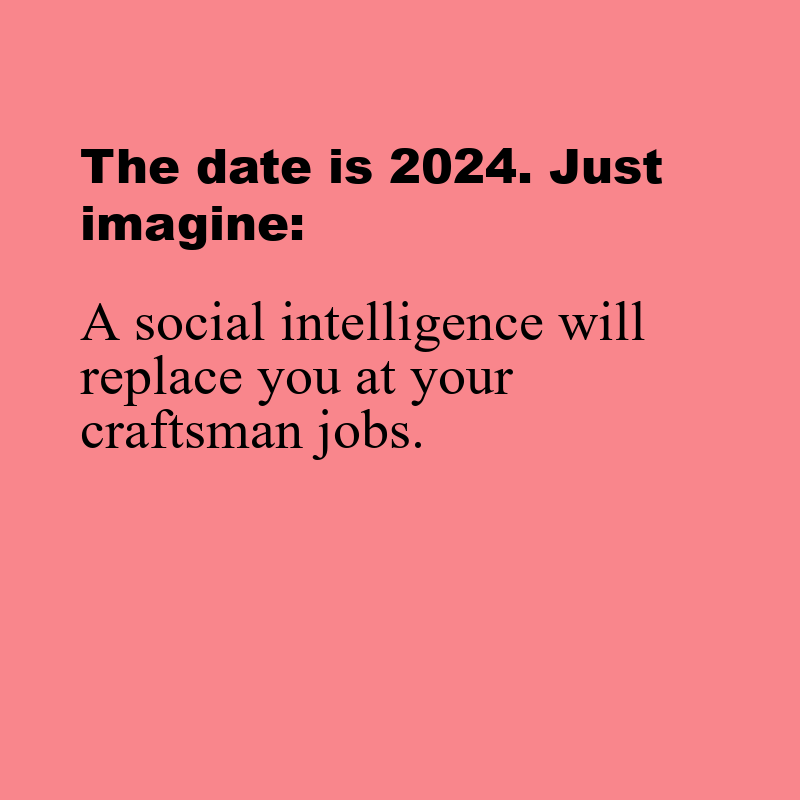 The date is 2024. Just
imagine:
A social intelligence will
replace you at your
craftsman jobs.